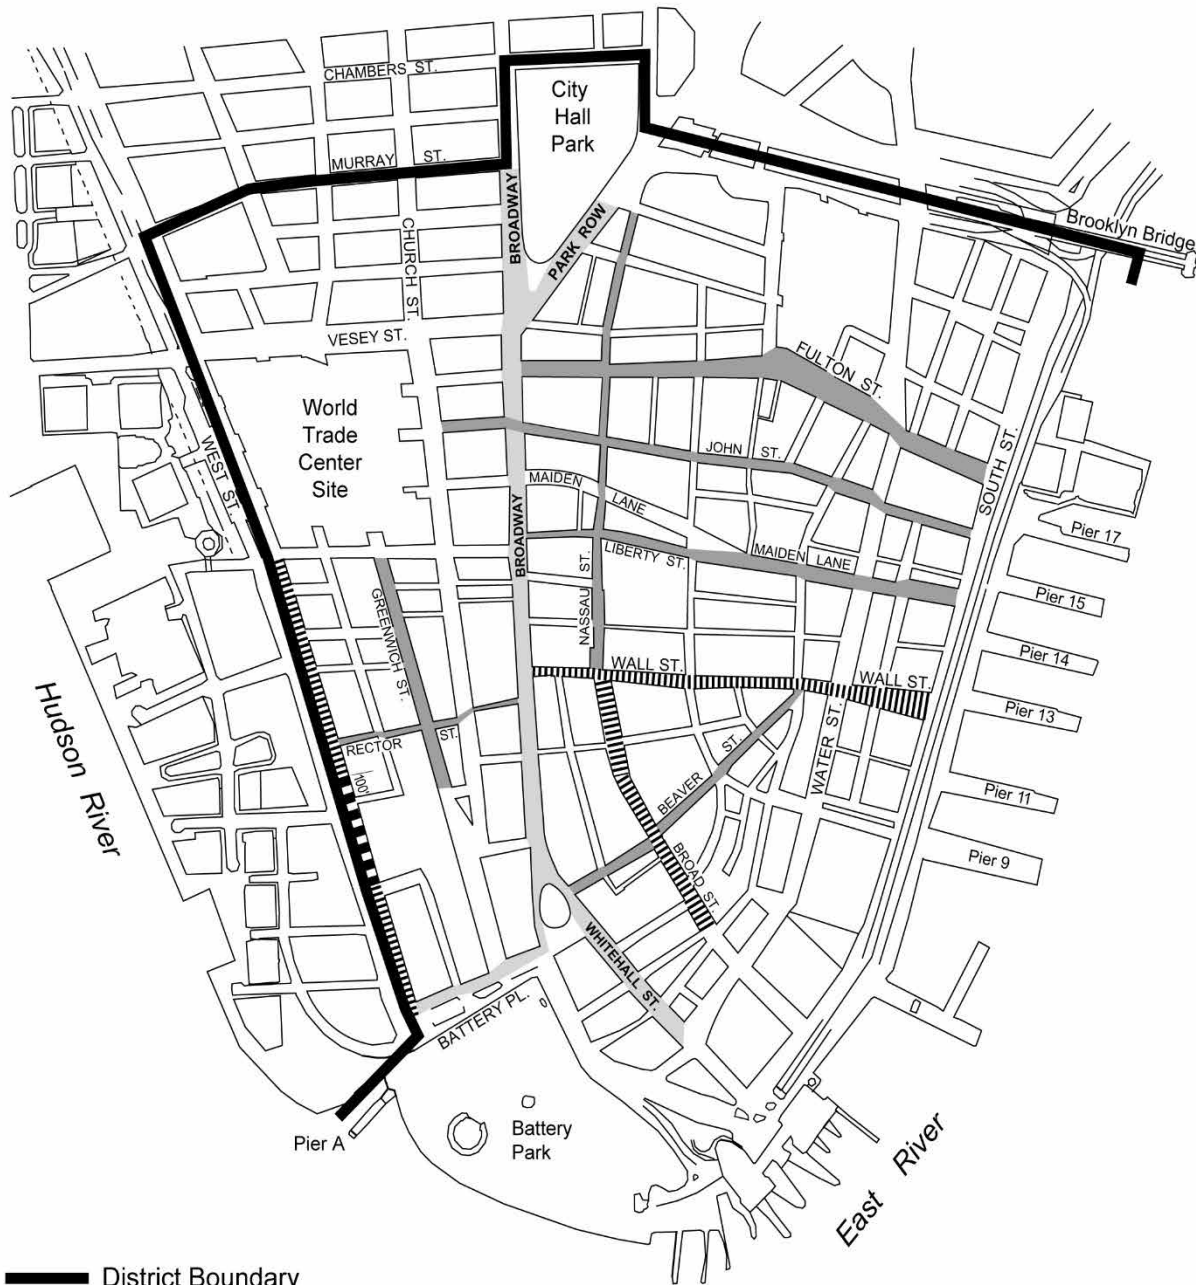 CHAMBERS ST.
City
Hall
Park
MURRAY ST.
BROADWAY
PARK ROW
CHURCH ST.
Brooklyn Bridge
VESEY ST.
FULTON ST.
World
Trade
Center
Site
WEST ST.
JOHN ST.
SOUTH ST.
MAIDEN LANE
BROADWAY
LIBERTY ST.
MAIDEN LANE
Pier 17
NASSAU ST.
GREENWICH ST.
Pier 15
WALL ST.
WALL ST.
Pier 14
Pier 13
Hudson River
RECTOR ST.
WATER ST.
100'
BEAVER ST.
Pier 11
BROAD ST.
Pier 9
WHITEHALL ST.
BATTERY PL.
Pier A
Battery
Park
East River
District Boundary